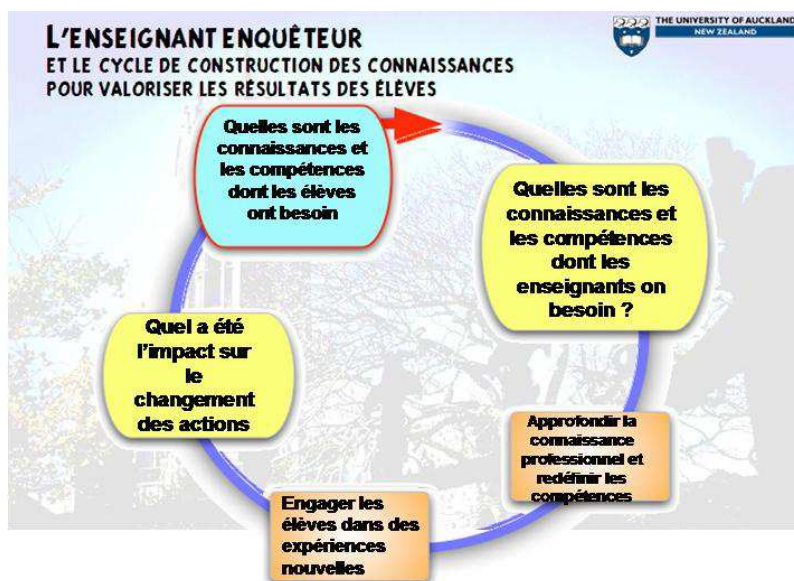 L'ENSEIGNANT ENQUÊTEUR
ET LE CYCLE DE CONSTRUCTION DES CONNAISSANCES
POUR VALORISER LES RÉSULTATS DES ÉLÈVES
THE UNIVERSITY OF AUCKLAND
NEW ZEALAND
Quelles sont les
connaissances et
les compétences
dont les élèves
ont besoin
Quelles sont les
connaissances et
les compétences
dont les
enseignants on
besoin ?
Approfondir la
connaissance
professionnel et
redéfinir les
compétences
Engager les
élèves dans des
expériences
nouvelles
Quel a été
l'impact sur
le
changement
des actions